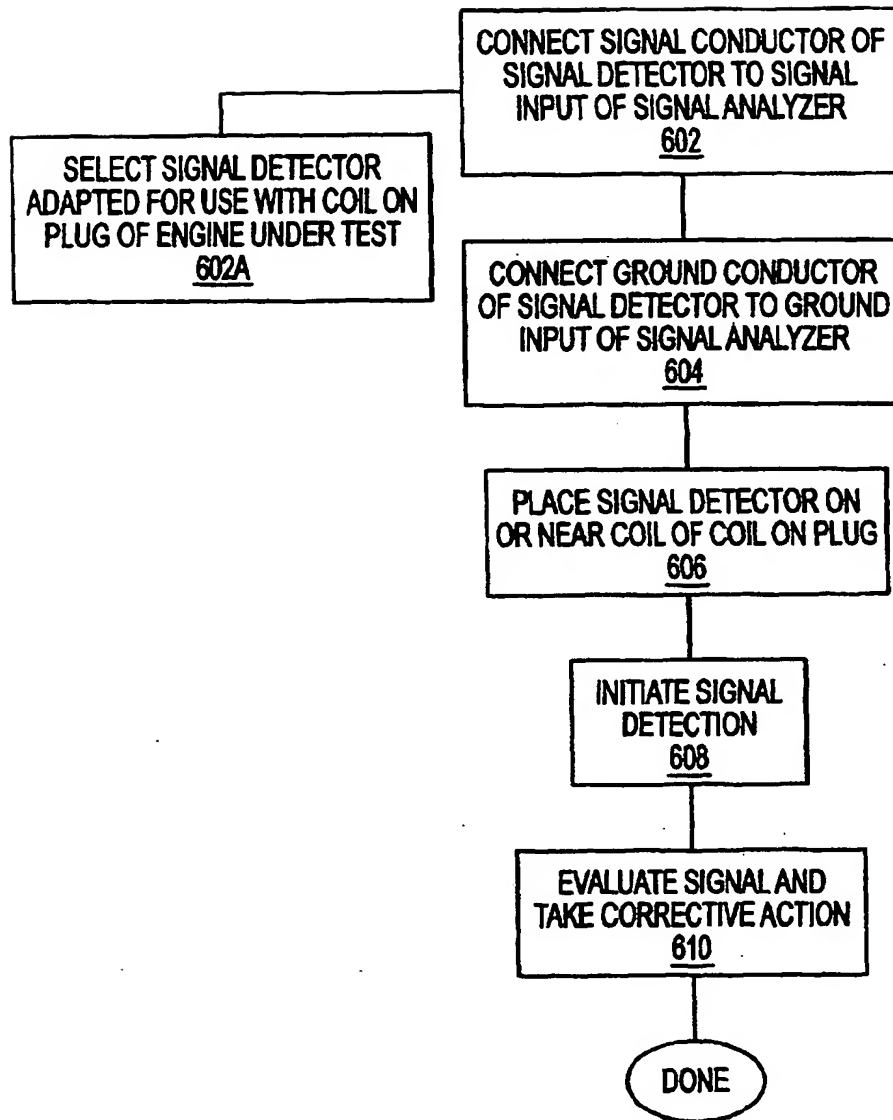 CONNECT SIGNAL CONDUCTOR OF
SIGNAL DETECTOR TO SIGNAL
INPUT OF SIGNAL ANALYZER
602
SELECT SIGNAL DETECTOR
ADAPTED FOR USE WITH COIL ON
PLUG OF ENGINE UNDER TEST
602A
CONNECT GROUND CONDUCTOR
OF SIGNAL DETECTOR TO GROUND
INPUT OF SIGNAL ANALYZER
604
PLACE SIGNAL DETECTOR ON
OR NEAR COIL OF COIL ON PLUG
606
INITIATE SIGNAL
DETECTION
608
EVALUATE SIGNAL AND
TAKE CORRECTIVE ACTION
610
DONE